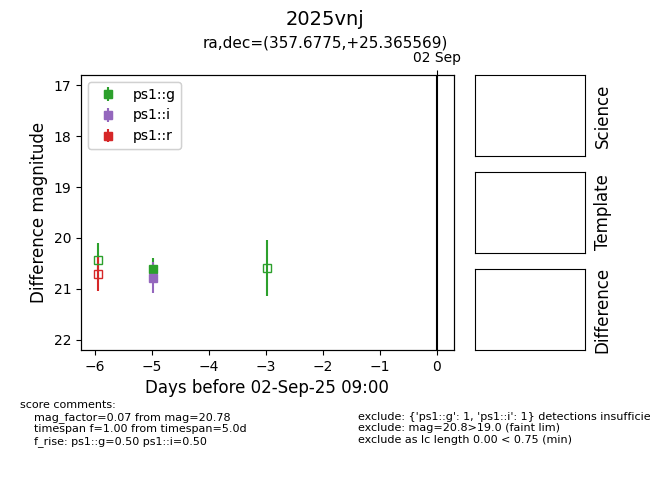 2025vnj
ra,dec=(357.6775,+25.365569)
02 Sep
ps1::g
ps1::i
ps1::r
17
18
19
20
21
22
Difference magnitude
−6
−5
−4
−3
−2
−1
0
Days before 02-Sep-25 09:00
Science
Template
Difference
score comments:
mag_factor=0.07 from mag=20.78
timespan f=1.00 from timespan=5.0d
f_rise: ps1::g=0.50 ps1::i=0.50
exclude: {'ps1::g': 1, 'ps1::i': 1} detections insufficie
exclude: mag=20.8>19.0 (faint lim)
exclude as lc length 0.00 < 0.75 (min)